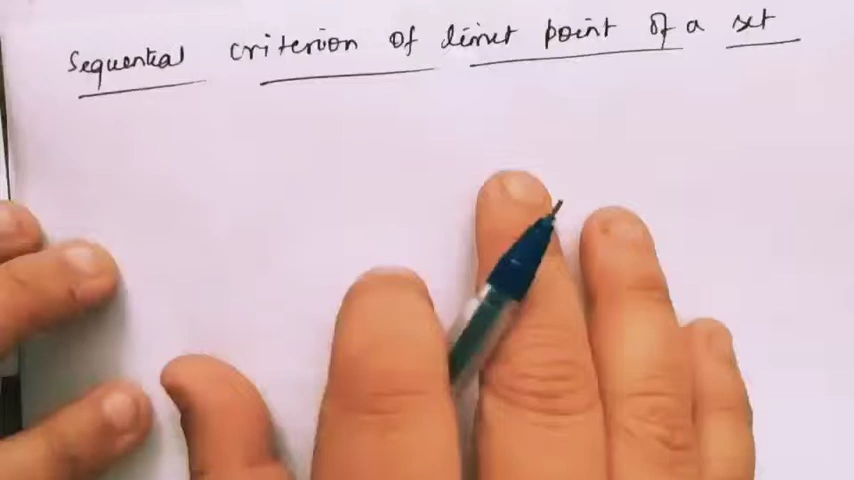 Sequential criterion of limit point of a set